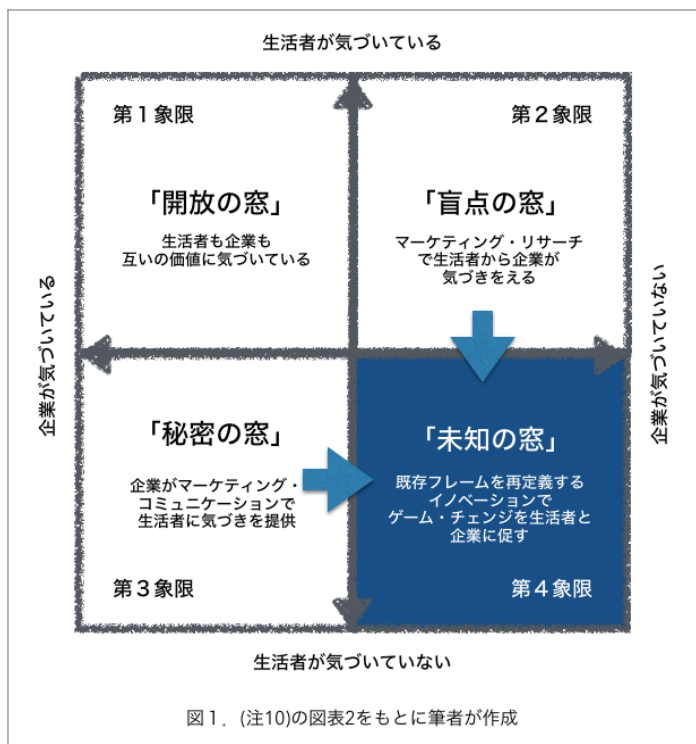 生活者が気づいている
第１象限
第２象限
「開放の窓」
生活者も企業も
互いの価値に気づいている
「盲点の窓」
マーケティング・リサーチ
で生活者から企業が
気づきをえる
企業が気づいている
企業が気づいていない
「秘密の窓」
企業がマーケティング・
コミュニケーションで
生活者に気づきを提供
「未知の窓」
既存フレームを再定義する
イノベーションで
ゲーム・チェンジを生活者と
企業に促す
第３象限
第４象限
生活者が気づいていない
図１．(注10)の図表2をもとに筆者が作成